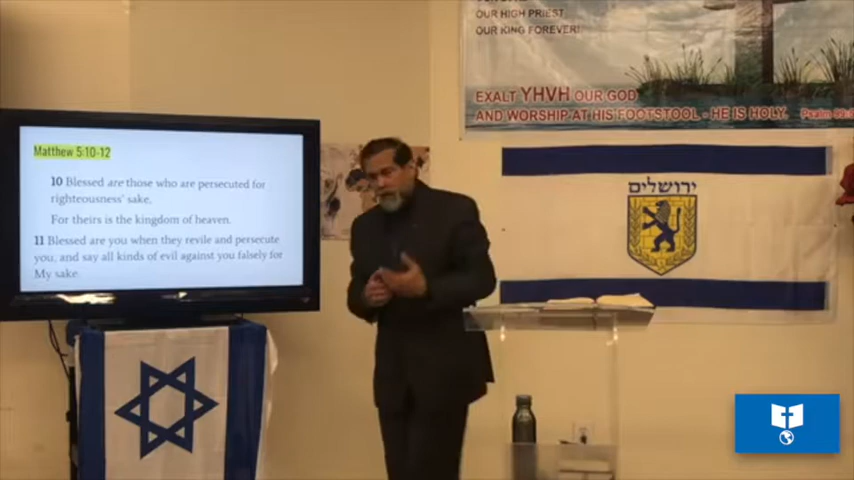 OUR HIGH PRIEST
OUR KING FOREVER!
EXALT YHVH OUR GOD
AND WORSHIP AT HIS FOOTSTOOL - HE IS HOLY.
Matthew 5:10-12
10 Blessed are those who are persecuted for
righteousness' sake,
For theirs is the kingdom of heaven.
11 Blessed are you when they revile and persecute
you, and say all kinds of evil against you falsely for
My sake.
ירושלים